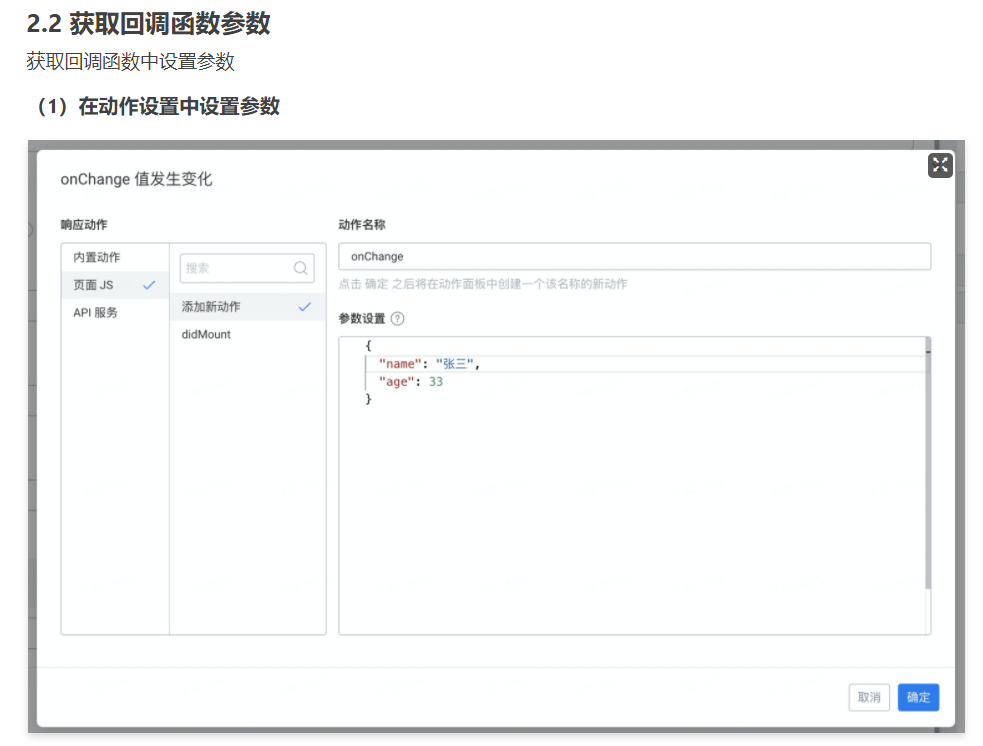 2.2 获取回调函数参数
获取回调函数中设置参数
（1）在动作设置中设置参数
onChange 值发生变化
响应动作
内置动作
页面 JS
API 服务
搜索
添加新动作
didMount
动作名称
onChange
点击 确定 之后将在动作面板中创建一个该名称的新动作
参数设置 ?
{
"name": "张三",
"age": 33
}
取消
确定